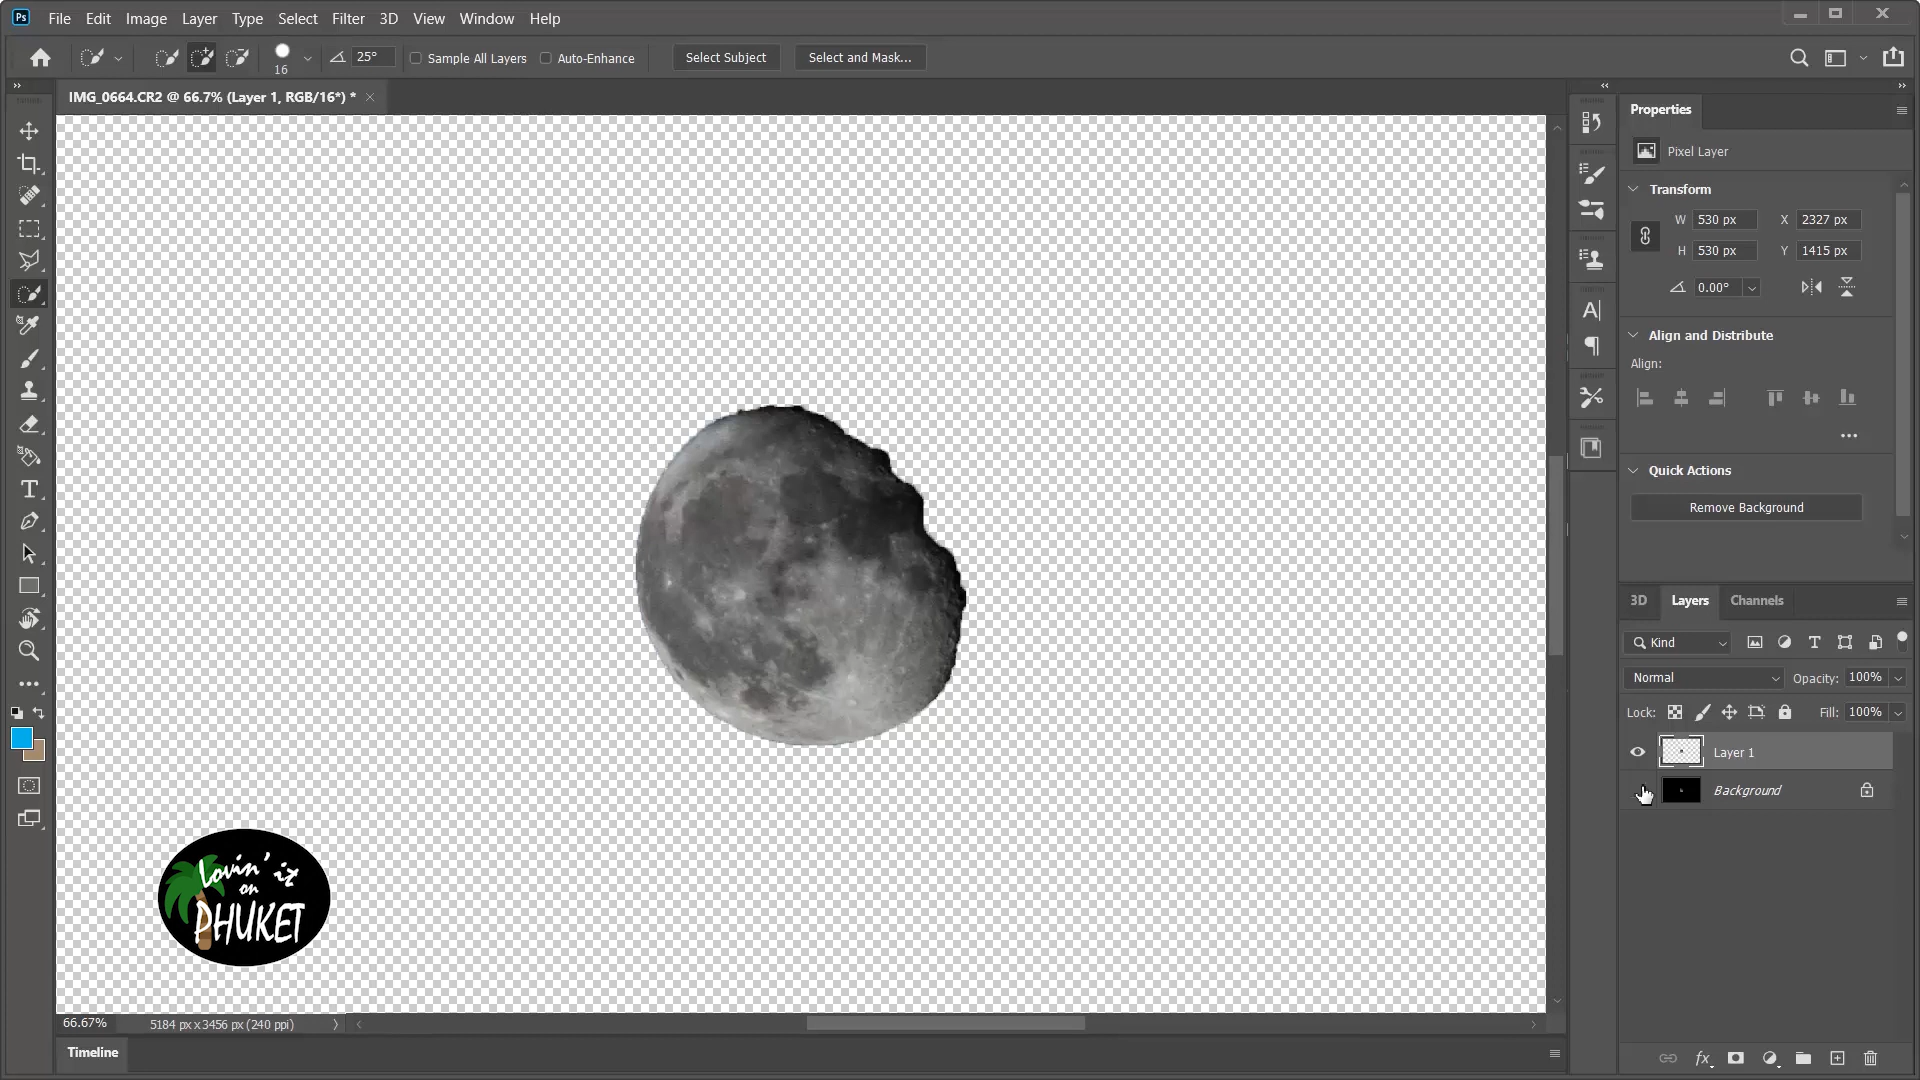 Ps File Edit Image Layer Type Select Filter 3D View Window Help
16 25° Sample All Layers Auto-Enhance Select Subject Select and Mask...
IMG_0664.CR2 @ 66.7% (Layer 1, RGB/16*) *
Properties
Pixel Layer
Transform
W 530 px X 2327 px
H 530 px Y 1415 px
0.00°
Align and Distribute
Align:
Quick Actions
Remove Background
3D Layers Channels
Kind
Normal Opacity: 100%
Lock: Fill: 100%
Layer 1
Background
Lovin' it
on
PHUKET
66.67% 5184 px x 3456 px (240 ppi)
Timeline
fx